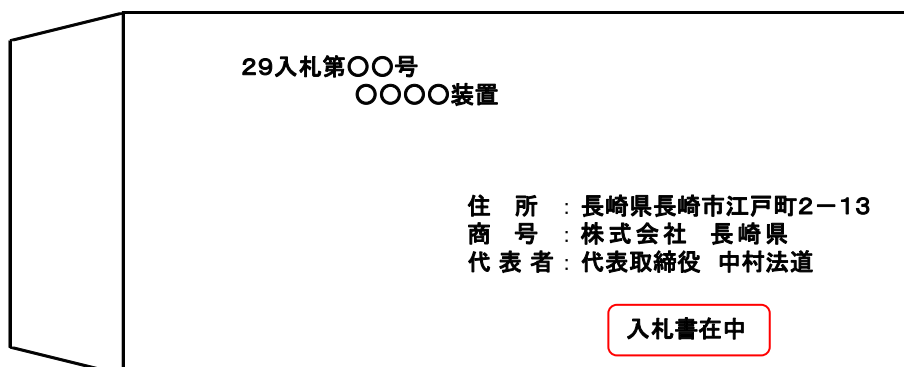 29入札第〇〇号
〇〇〇〇装置
住　所　：長崎県長崎市江戸町2－13
商　号　：株式会社　長崎県
代 表 者：代表取締役　中村法道
入札書在中